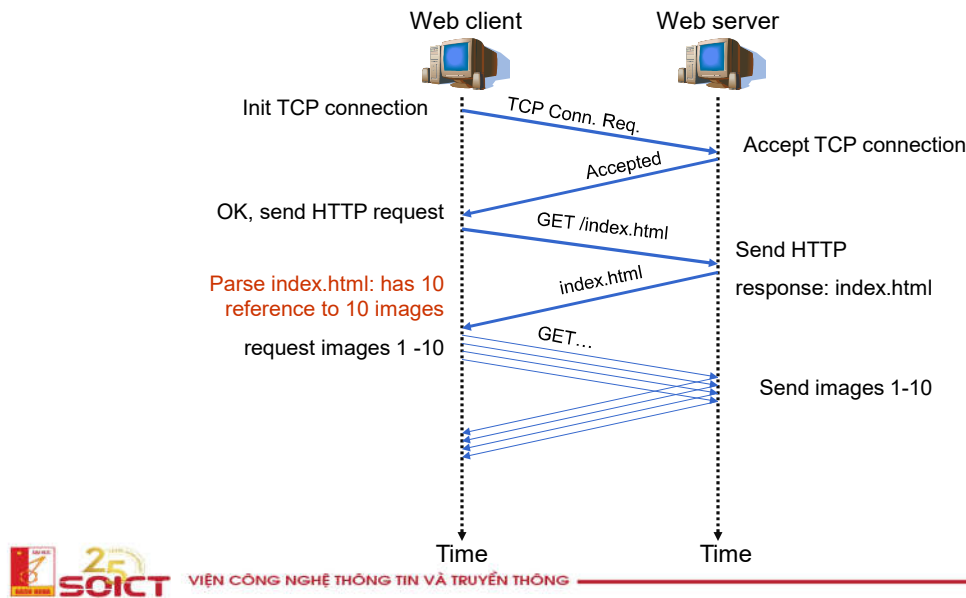 Web client
Web server
Init TCP connection
TCP Conn. Req.
Accept TCP connection
Accepted
OK, send HTTP request
GET /index.html
Send HTTP
response: index.html
index.html
Parse index.html: has 10
reference to 10 images
request images 1 -10
GET…
Send images 1-10
Time
Time
25
SOICT
VIỆN CÔNG NGHỆ THÔNG TIN VÀ TRUYỀN THÔNG